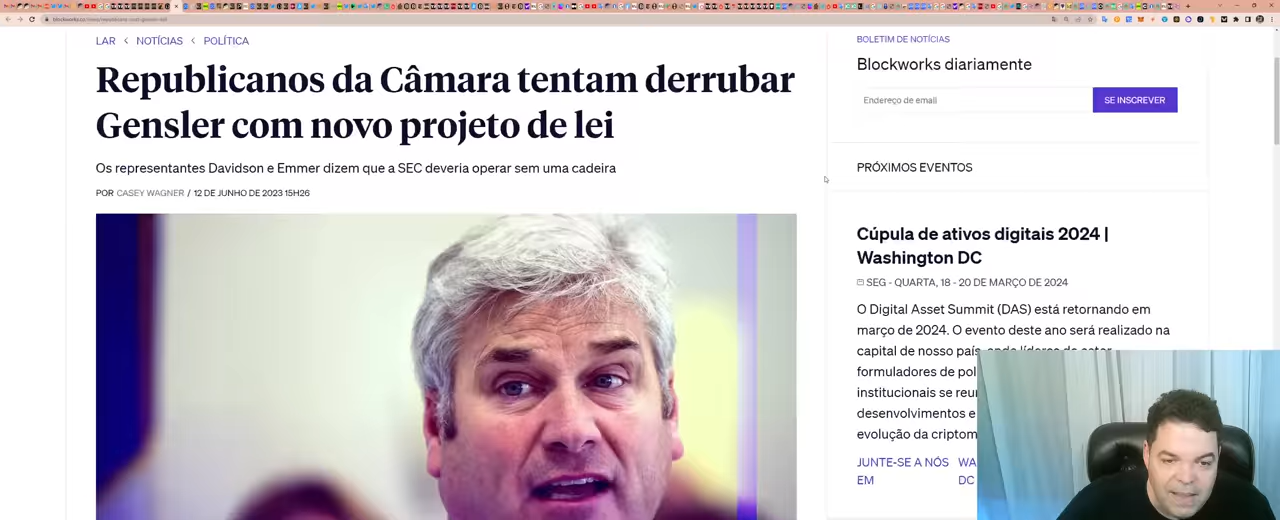 LAR < NOTÍCIAS < POLÍTICA
Republicanos da Câmara tentam derrubar
Gensler com novo projeto de lei
Os representantes Davidson e Emmer dizem que a SEC deveria operar sem uma cadeira
POR CASEY WAGNER / 12 DE JUNHO DE 2023 15H26
BOLETIM DE NOTÍCIAS
Blockworks diariamente
Endereço de email
SE INSCREVER
PRÓXIMOS EVENTOS
Cúpula de ativos digitais 2024 |
Washington DC
SEG - QUARTA, 18 - 20 DE MARÇO DE 2024
O Digital Asset Summit (DAS) está retornando em
março de 2024. O evento deste ano será realizado na
capital de nosso país, onde líderes do setor,
formuladores de pol
institucionais se reun
desenvolvimentos e
evolução da criptom
JUNTE-SE A NÓS WA
EM DC